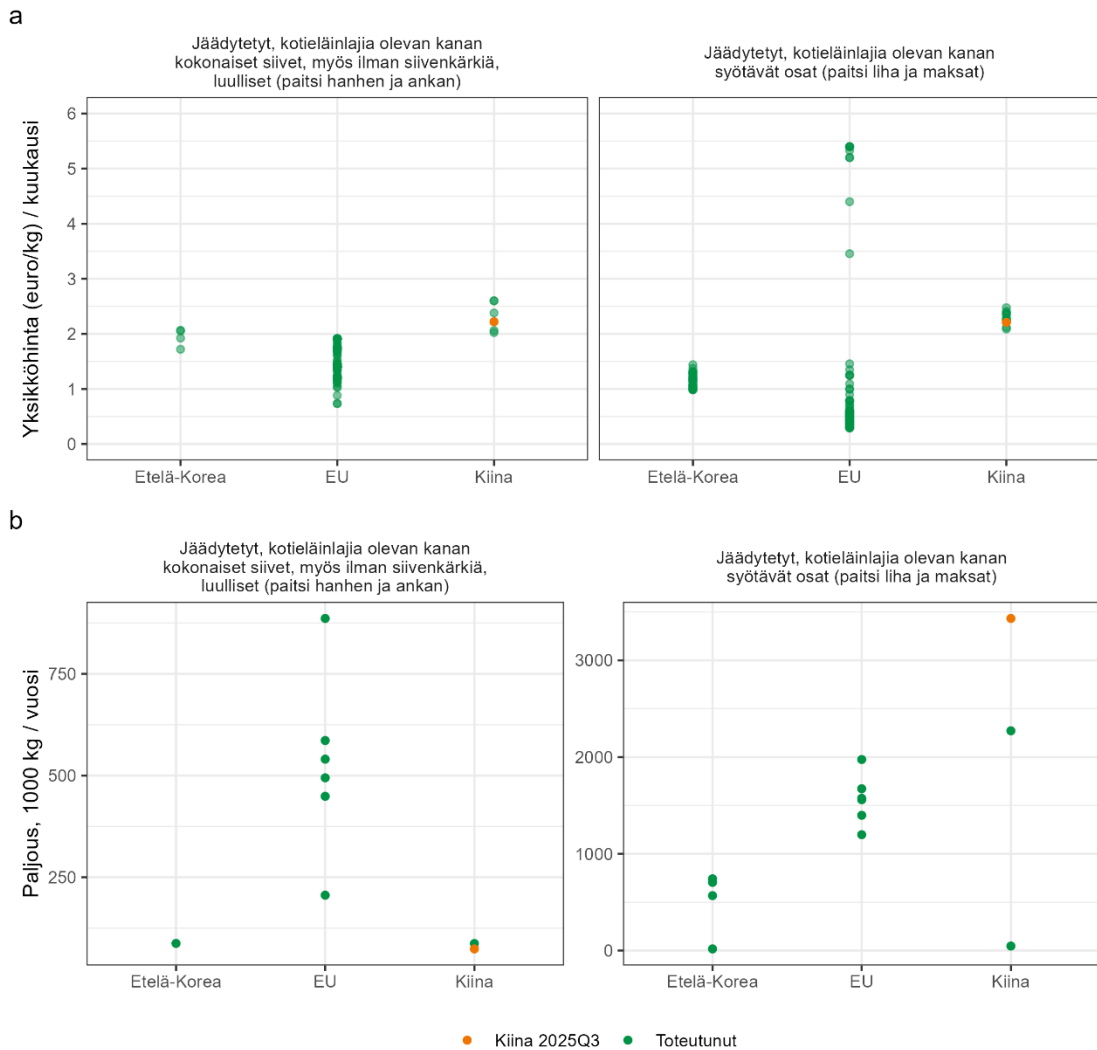 a
Jäädytetyt, kotieläinlajia olevan kanan
kokonaiset siivet, myös ilman siivenkärkiä,
luulliset (paitsi hanhen ja ankan)
Jäädytetyt, kotieläinlajia olevan kanan
syötävät osat (paitsi liha ja maksat)
Yksikköhinta (euro/kg) / kuukausi
6
5
4
3
2
1
0
Etelä-Korea
EU
Kiina
Etelä-Korea
EU
Kiina
b
Jäädytetyt, kotieläinlajia olevan kanan
kokonaiset siivet, myös ilman siivenkärkiä,
luulliset (paitsi hanhen ja ankan)
Jäädytetyt, kotieläinlajia olevan kanan
syötävät osat (paitsi liha ja maksat)
Paljous, 1000 kg / vuosi
750
500
250
3000
2000
1000
0
Etelä-Korea
EU
Kiina
Etelä-Korea
EU
Kiina
Kiina 2025Q3
Toteutunut